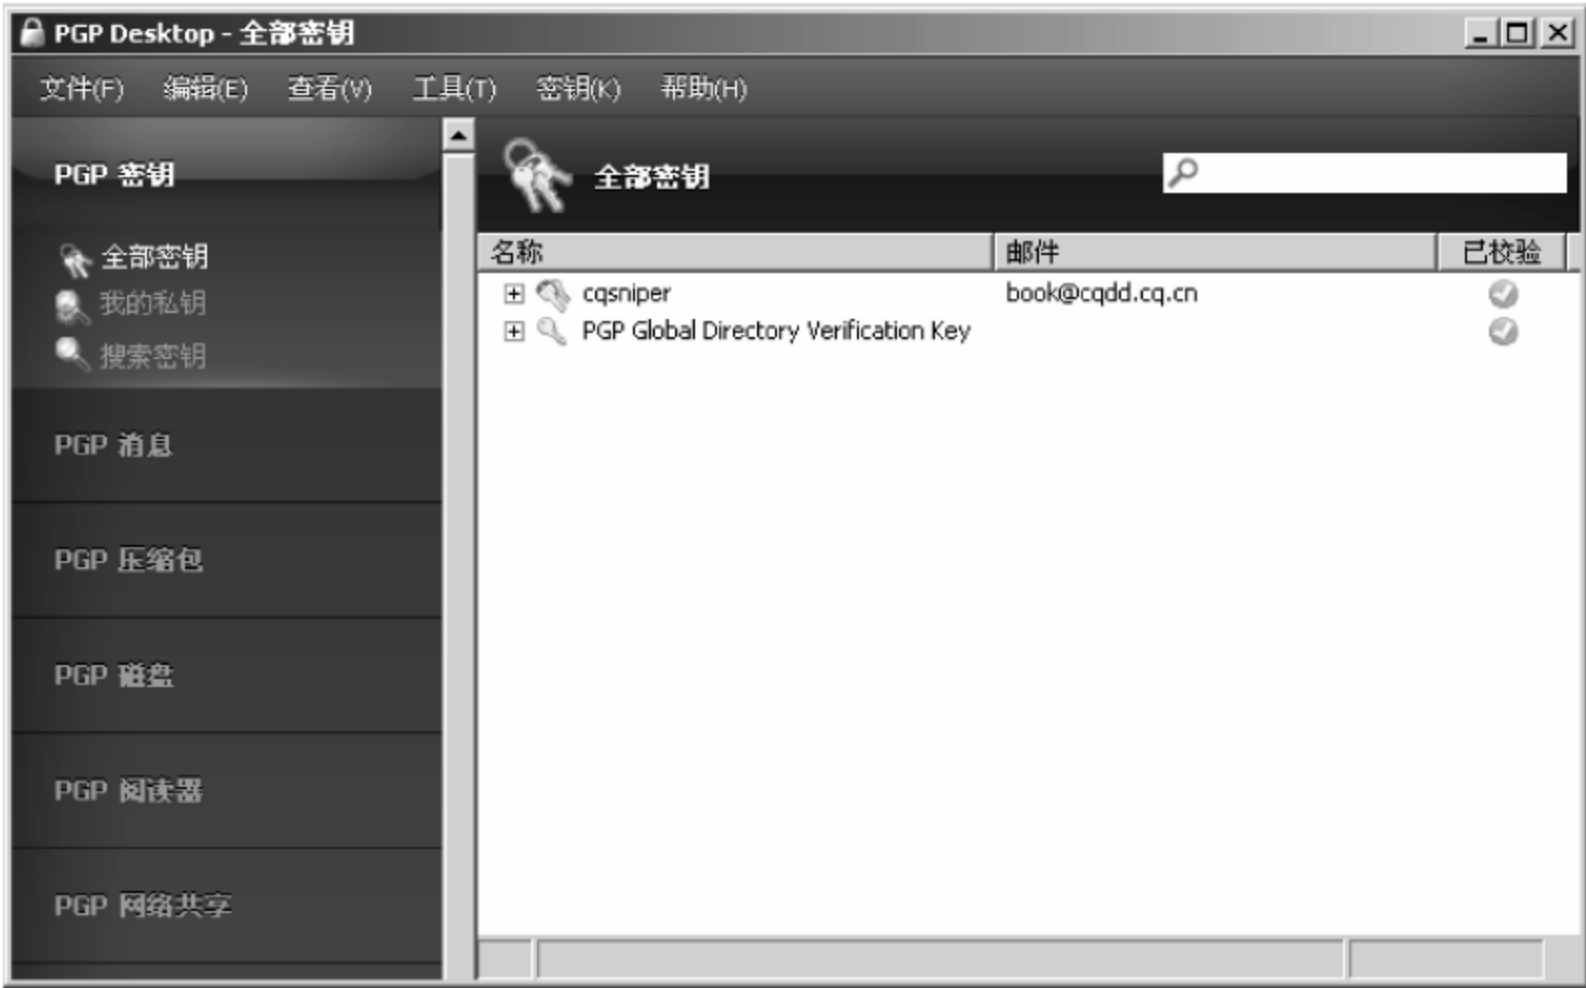 PGP Desktop - 全部密钥
文件(F) 编辑(E) 查看(V) 工具(T) 密钥(K) 帮助(H)
PGP 密钥
全部密钥
我的私钥
搜索密钥
PGP 消息
PGP 压缩包
PGP 磁盘
PGP 阅读器
PGP 网络共享
全部密钥
名称 邮件 已校验
cqsniper book@cqdd.cq.cn
PGP Global Directory Verification Key